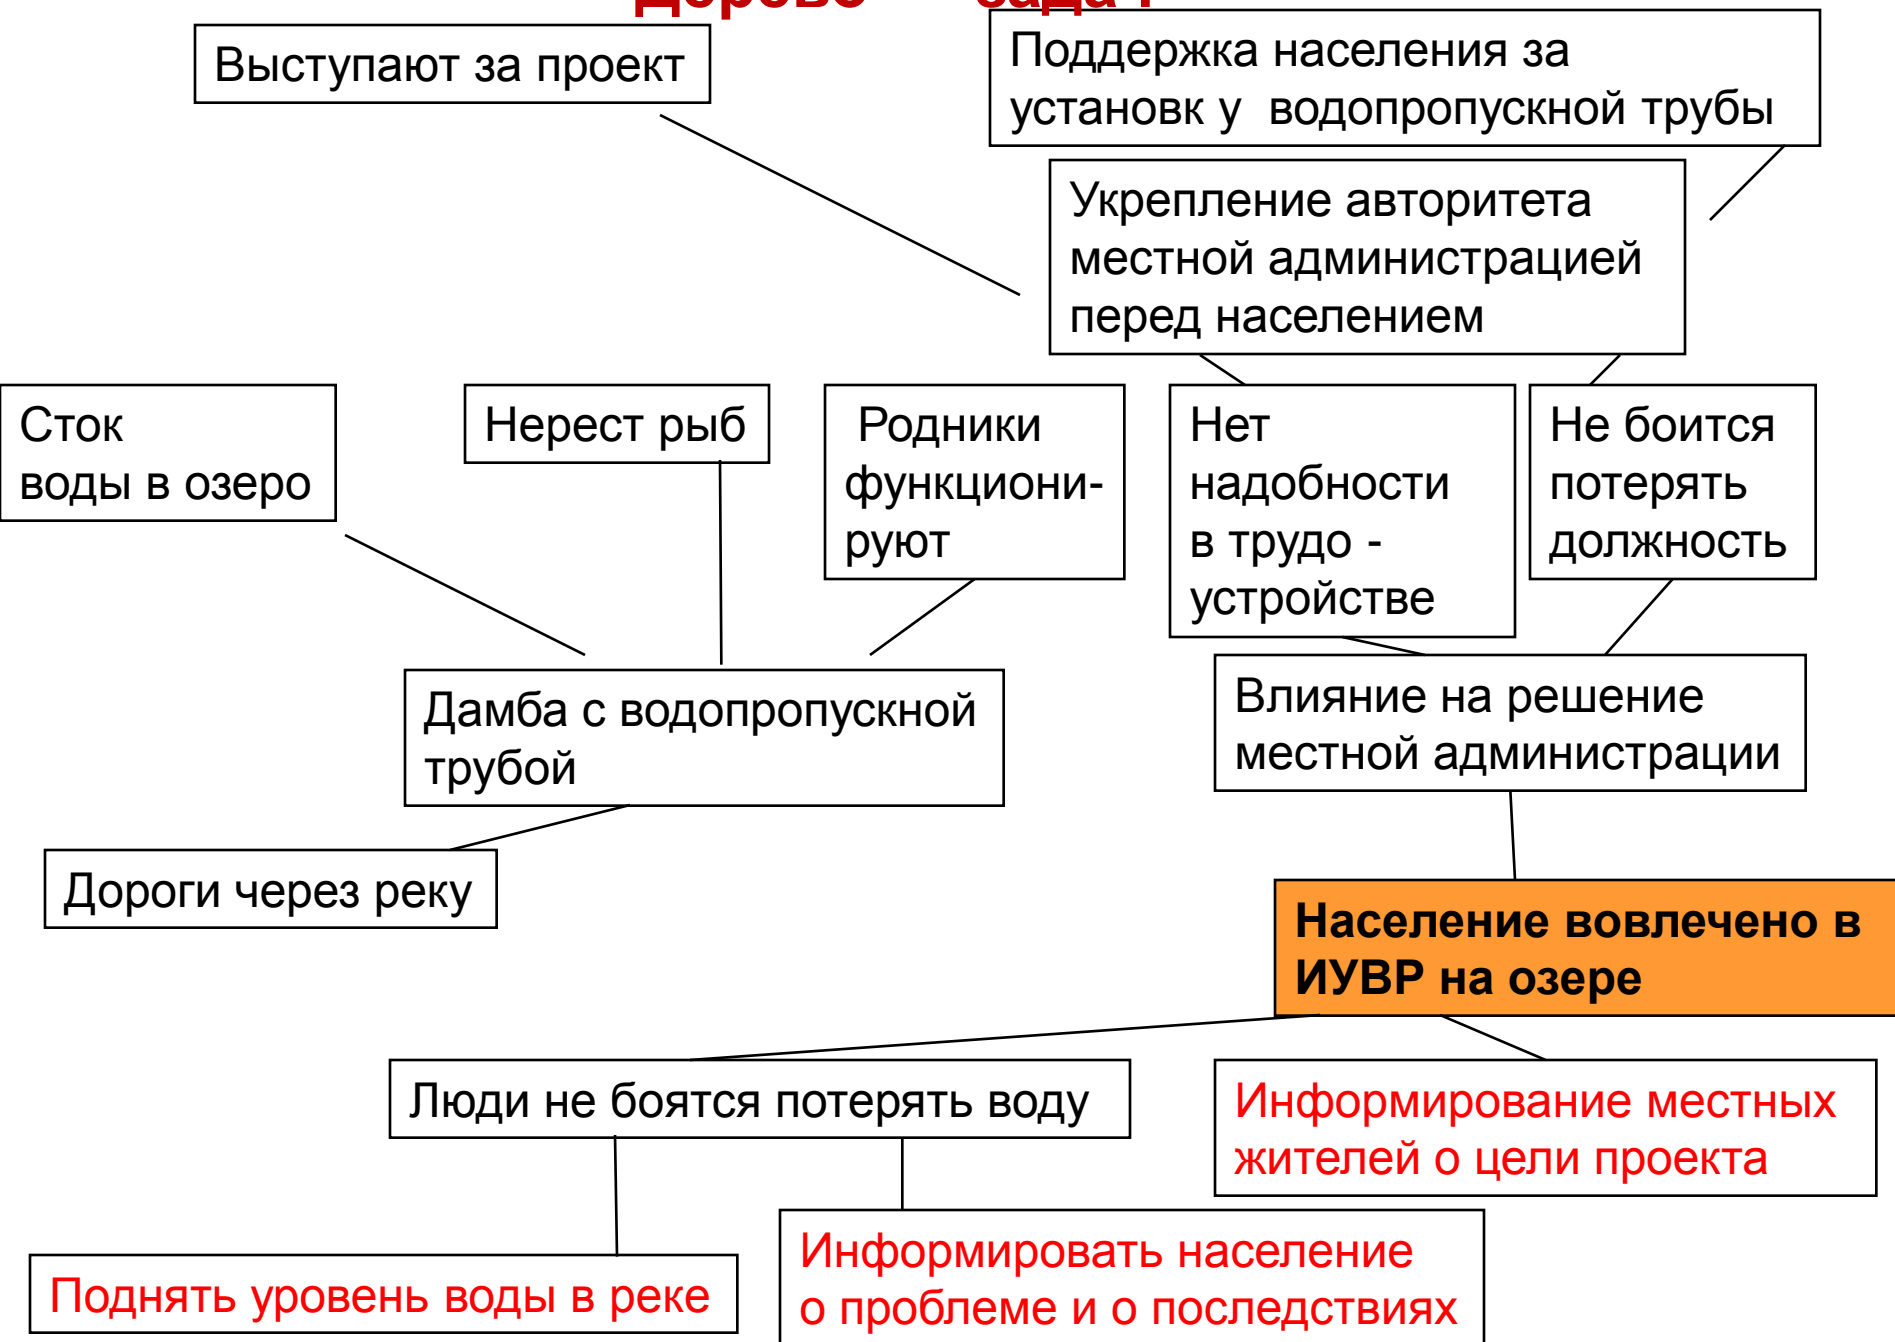 Дерево задач
Выступают за проект
Поддержка населения за
установк у водопропускной трубы
Укрепление авторитета
местной администрацией
перед населением
Сток
воды в озеро
Нерест рыб
Родники
функциони-
руют
Нет
надобности
в трудо -
устройстве
Не боится
потерять
должность
Дамба с водопропускной
трубой
Влияние на решение
местной администрации
Дороги через реку
Население вовлечено в
ИУВР на озере
Люди не боятся потерять воду
Информирование местных
жителей о цели проекта
Поднять уровень воды в реке
Информировать население
о проблеме и о последствиях